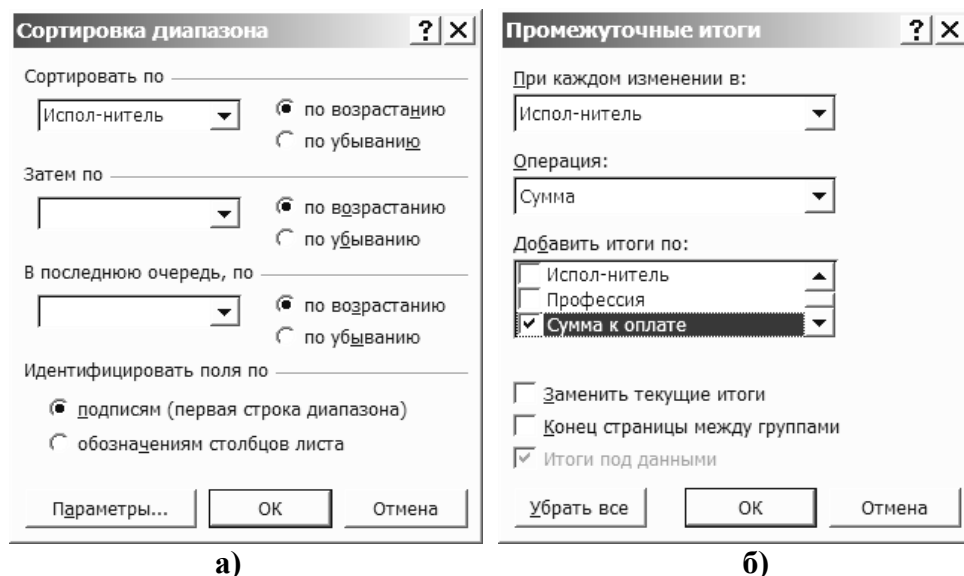 Сортировка диапазона
Сортировать по
Испол-нитель
по возрастанию
по убыванию
Затем по
по возрастанию
по убыванию
В последнюю очередь, по
по возрастанию
по убыванию
Идентифицировать поля по
подписям (первая строка диапазона)
обозначениям столбцов листа
Параметры... ОК Отмена
а)
Промежуточные итоги
При каждом изменении в:
Испол-нитель
Операция:
Сумма
Добавить итоги по:
Испол-нитель
Профессия
Сумма к оплате
Заменить текущие итоги
Конец страницы между группами
Итоги под данными
Убрать все ОК Отмена
б)